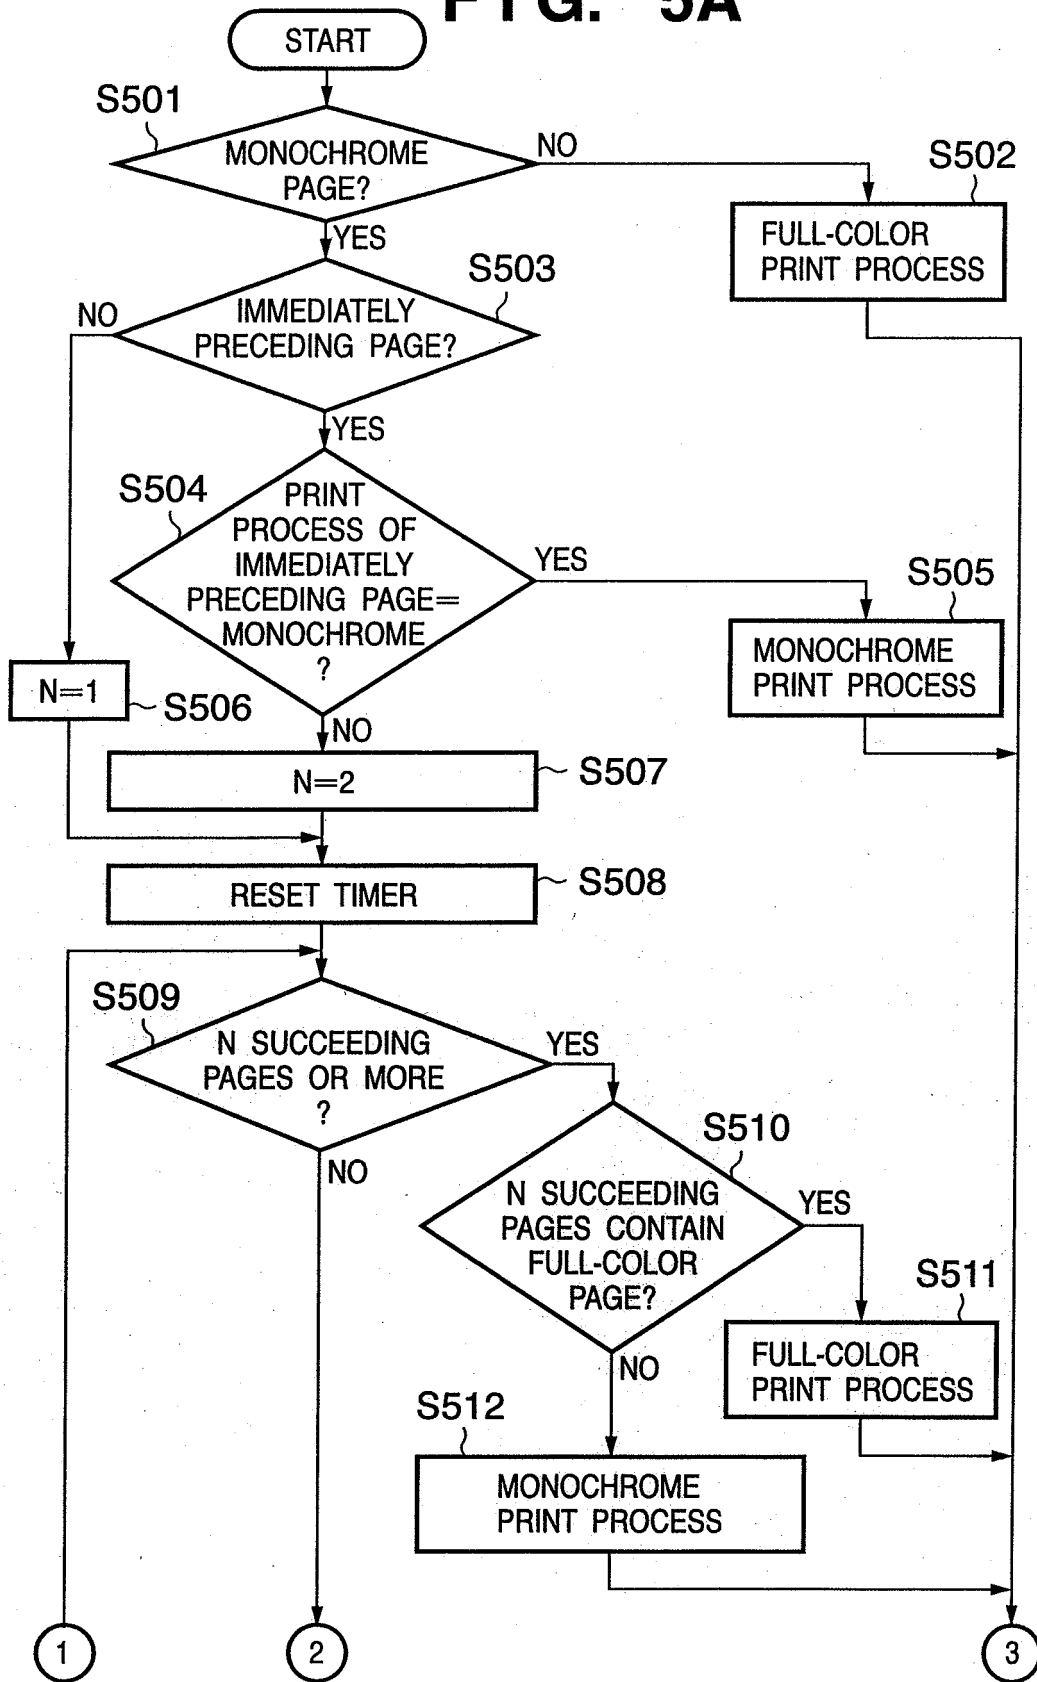 FIG. 5A
START
S501
MONOCHROME
PAGE?
NO
S502
FULL-COLOR
PRINT PROCESS
YES
S503
IMMEDIATELY
PRECEDING PAGE?
NO
YES
S504
PRINT
PROCESS OF
IMMEDIATELY
PRECEDING PAGE=
MONOCHROME
?
YES
S505
MONOCHROME
PRINT PROCESS
N=1
S506
NO
N=2
S507
RESET TIMER
S508
S509
N SUCCEEDING
PAGES OR MORE
?
YES
NO
S510
N SUCCEEDING
PAGES CONTAIN
FULL-COLOR
PAGE?
YES
S511
FULL-COLOR
PRINT PROCESS
NO
S512
MONOCHROME
PRINT PROCESS
1
2
3